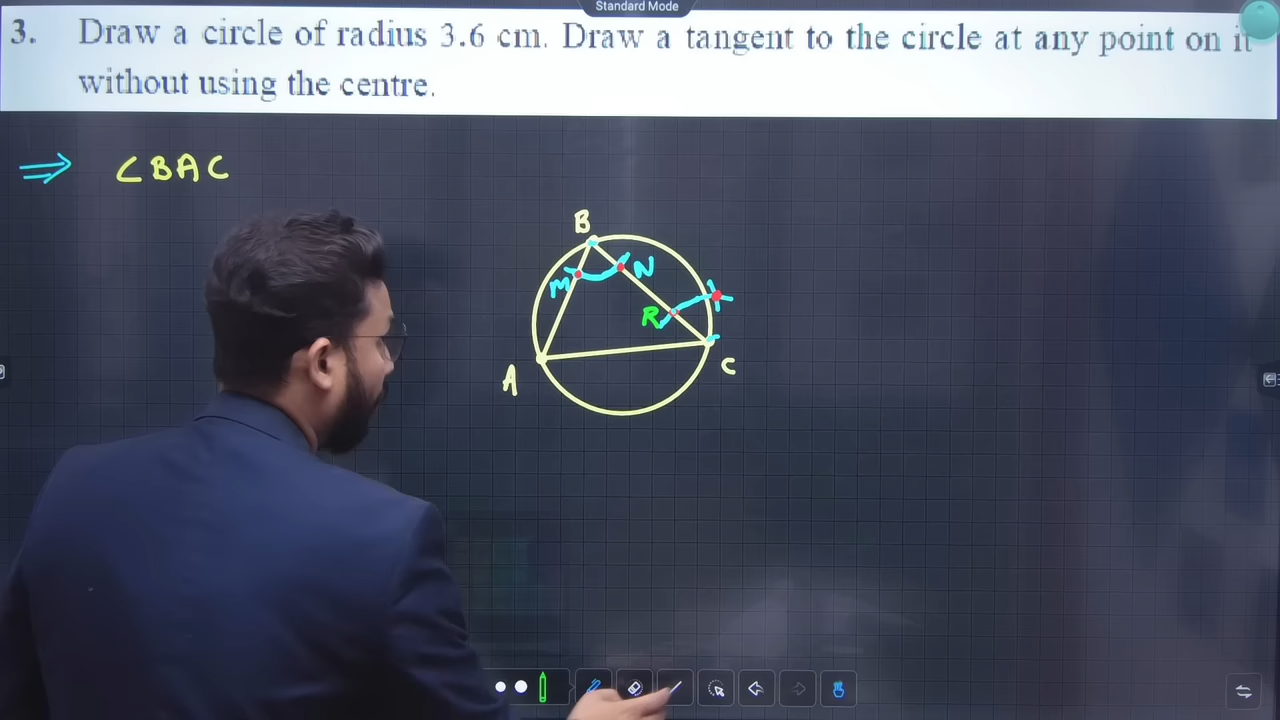 Standard Mode
3. Draw a circle of radius 3.6 cm. Draw a tangent to the circle at any point on it
without using the centre.
⇒ ∠BAC
B
M
N
R
A
C